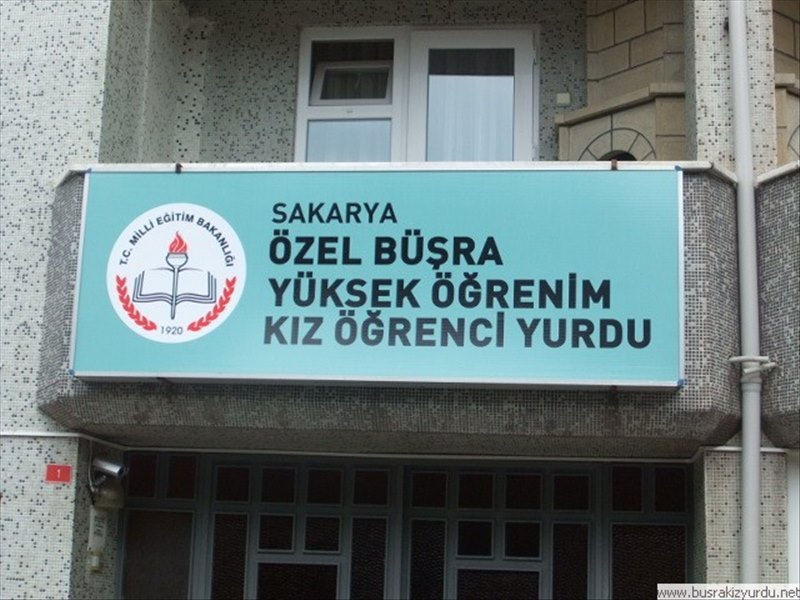 SAKARYA
ÖZEL BÜŞRA
YÜKSEK ÖĞRENİM
KIZ ÖĞRENCİ YURDU
T.C. MİLLİ EĞİTİM BAKANLIĞI
1920
1
www.busrakizyurdu.net